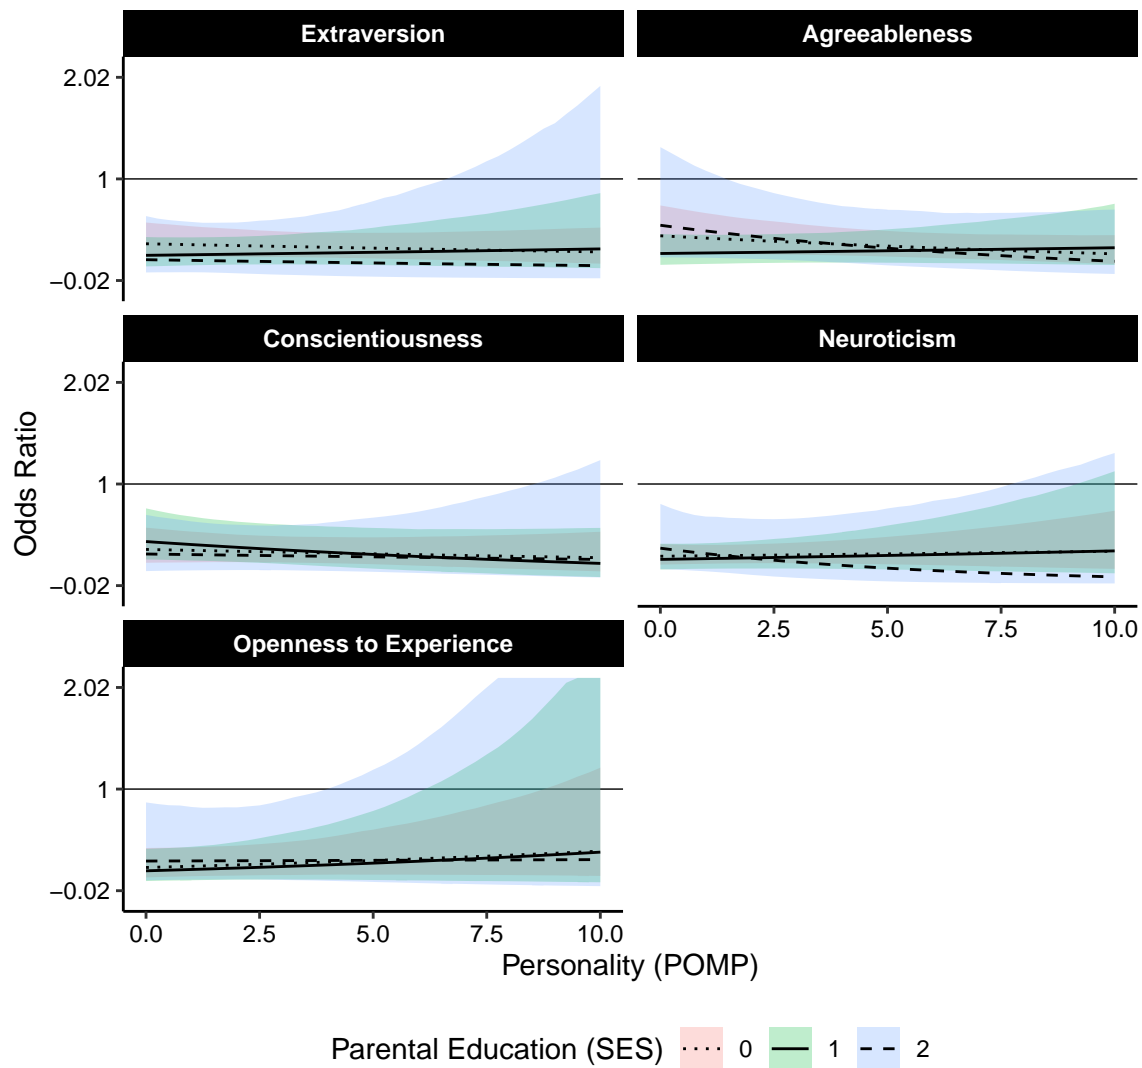 Extraversion
Agreeableness
2.02
1
−0.02
Conscientiousness
Neuroticism
2.02
1
−0.02
0.0 2.5 5.0 7.5 10.0
Openness to Experience
2.02
1
−0.02
0.0 2.5 5.0 7.5 10.0
Odds Ratio
Personality (POMP)
Parental Education (SES) 0 1 2